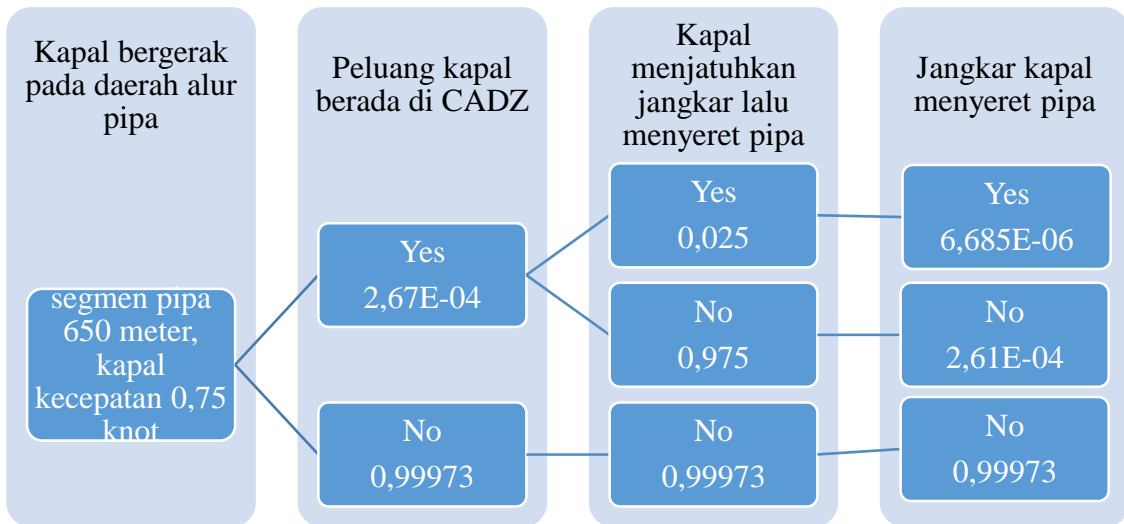 Kapal bergerak
pada daerah alur
pipa
segmen pipa
650 meter,
kapal
kecepatan 0,75
knot
Peluang kapal
berada di CADZ
Yes
2,67E-04
No
0,99973
Kapal
menjatuhkan
jangkar lalu
menyeret pipa
Yes
0,025
No
0,975
No
0,99973
Jangkar kapal
menyeret pipa
Yes
6,685E-06
No
2,61E-04
No
0,99973